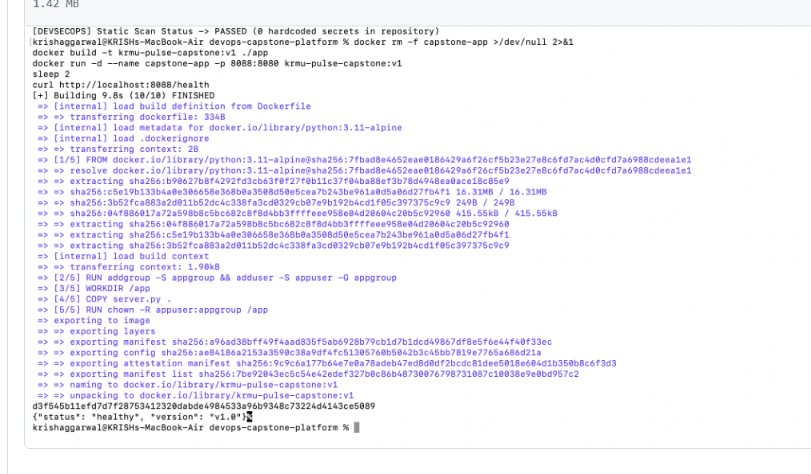 1.42 MB
[DEVSECOPS] Static Scan Status -> PASSED (0 hardcoded secrets in repository)
krishaggarwal@KRISHs-MacBook-Air devops-capstone-platform % docker rm -f capstone-app >/dev/null 2>&1
docker build -t krmu-pulse-capstone:v1 ./app
docker run -d --name capstone-app -p 8088:8080 krmu-pulse-capstone:v1
sleep 2
curl http://localhost:8088/health
[+] Building 9.8s (10/10) FINISHED
=> [internal] load build definition from Dockerfile
=> => transferring dockerfile: 334B
=> [internal] load metadata for docker.io/library/python:3.11-alpine
=> [internal] load .dockerignore
=> => transferring context: 2B
=> [1/5] FROM docker.io/library/python:3.11-alpine@sha256:7fbad8e4652eae0186429a6f26cf5b23e27e8c6fd7ac4d0cfd7a6988cdeea1e1
=> => resolve docker.io/library/python:3.11-alpine@sha256:7fbad8e4652eae0186429a6f26cf5b23e27e8c6fd7ac4d0cfd7a6988cdeea1e1
=> => extracting sha256:b90627b8f4292fd3cb63f0f27f0b11c37f04ba88ef3b78d4948ea0ace18c85e9
=> => sha256:c5e19b133b4a0e306658e368b0a3508d50e5cea7b243be961a0d5a06d27fb4f1 16.31MB / 16.31MB
=> => sha256:3b52fca883a2d011b52dc4c338fa3cd0329cb07e9b192b4cd1f05c397375c9c9 249B / 249B
=> => sha256:04f886017a72a598b8c5bc682c8f8d4bb3ffffeee958e04d20604c20b5c92960 415.55kB / 415.55kB
=> => extracting sha256:04f886017a72a598b8c5bc682c8f8d4bb3ffffeee958e04d20604c20b5c92960
=> => extracting sha256:c5e19b133b4a0e306658e368b0a3508d50e5cea7b243be961a0d5a06d27fb4f1
=> => extracting sha256:3b52fca883a2d011b52dc4c338fa3cd0329cb07e9b192b4cd1f05c397375c9c9
=> [internal] load build context
=> => transferring context: 1.90kB
=> [2/5] RUN addgroup -S appgroup && adduser -S appuser -G appgroup
=> [3/5] WORKDIR /app
=> [4/5] COPY server.py .
=> [5/5] RUN chown -R appuser:appgroup /app
=> exporting to image
=> => exporting layers
=> => exporting manifest sha256:a96ad38bff49f4aad835f5ab6928b79cb1d7b1dcd49867df8e5f6e44f40f33ec
=> => exporting config sha256:ae84186a2153a3590c38a9df4fc51305760b5042b3c45bb7819e7765a686d21a
=> => exporting attestation manifest sha256:9c9c6a177b64e7e0a78edeb47ed8d0df2bcdc81dee5018e604d1b350b8c6f3d3
=> => exporting manifest list sha256:7be92043ec5c54e42edef327b0c86b48730076798731087c10038e9e0bd957c2
=> => naming to docker.io/library/krmu-pulse-capstone:v1
=> => unpacking to docker.io/library/krmu-pulse-capstone:v1
d3f545b11efd7d7f28753412320dabde4984533a96b9348c73224d4143ce5089
{"status": "healthy", "version": "v1.0"}%
krishaggarwal@KRISHs-MacBook-Air devops-capstone-platform %